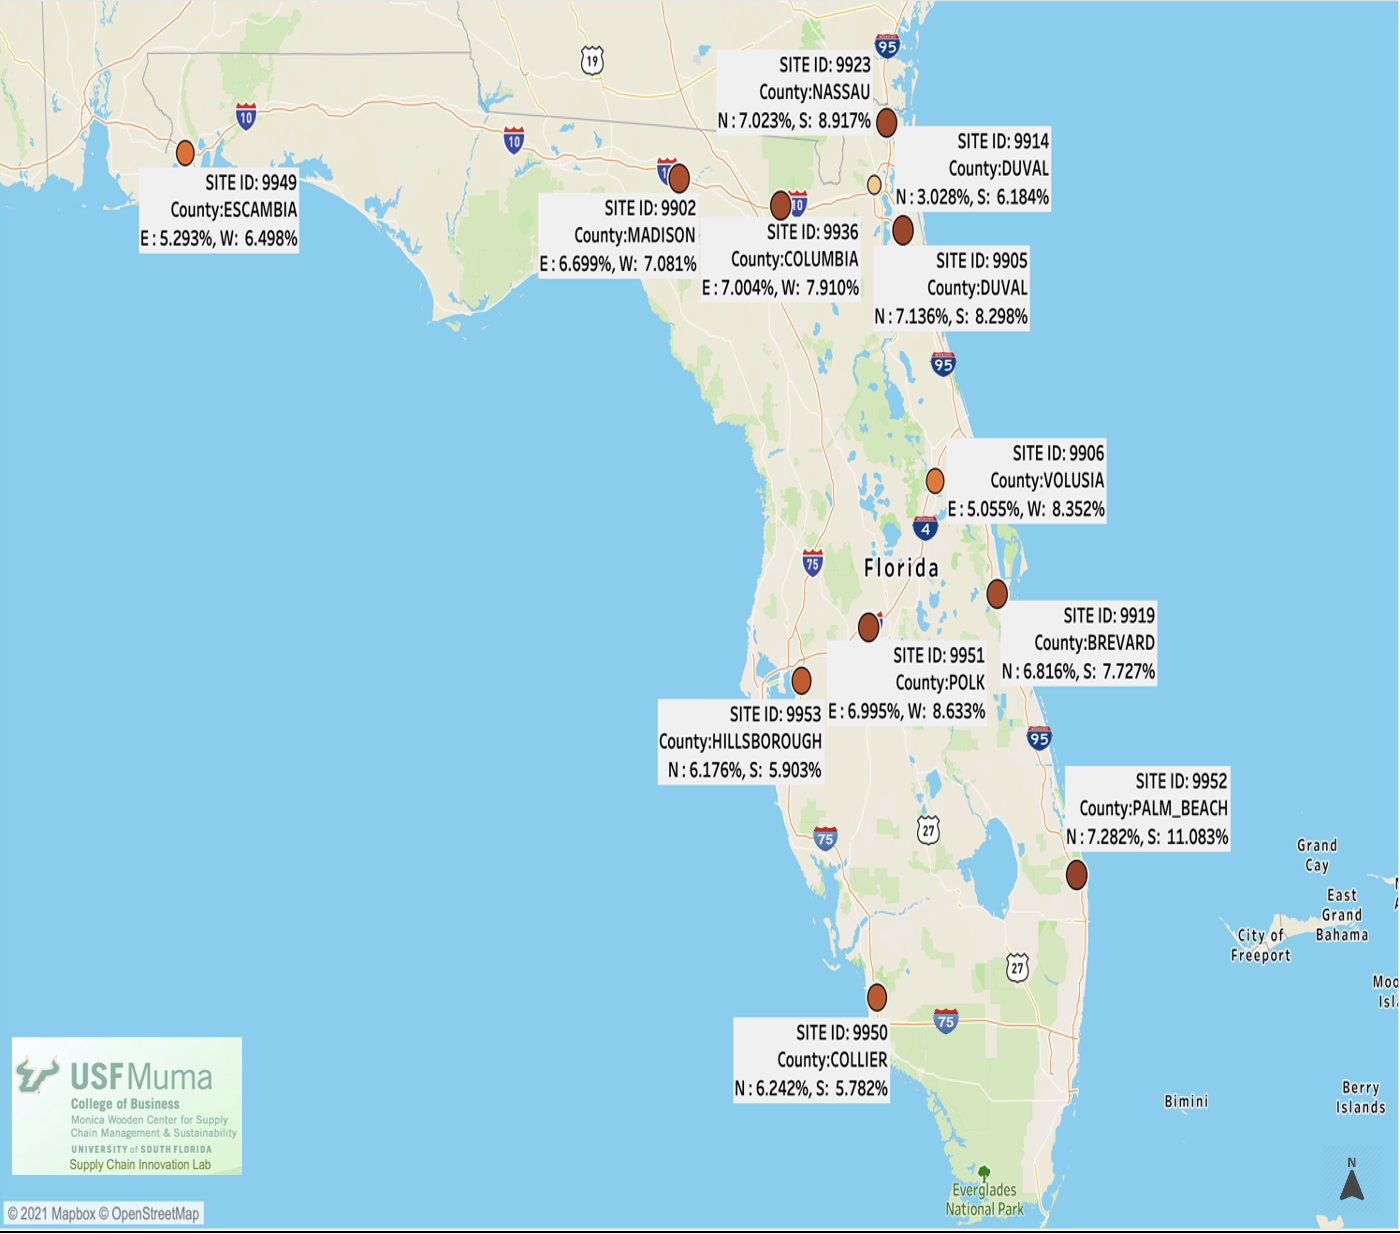 19
95
SITE ID: 9923
County:NASSAU
N : 7.023%, S: 8.917%
10
10
SITE ID: 9914
County:DUVAL
N : 3.028%, S: 6.184%
SITE ID: 9949
County:ESCAMBIA
E : 5.293%, W: 6.498%
SITE ID: 9902
County:MADISON
E : 6.699%, W: 7.081%
10
SITE ID: 9936
County:COLUMBIA
E : 7.004%, W: 7.910%
SITE ID: 9905
County:DUVAL
N : 7.136%, S: 8.298%
95
SITE ID: 9906
County:VOLUSIA
E : 5.055%, W: 8.352%
4
75
Florida
SITE ID: 9919
County:BREVARD
N : 6.816%, S: 7.727%
SITE ID: 9951
County:POLK
E : 6.995%, W: 8.633%
SITE ID: 9953
County:HILLSBOROUGH
N : 6.176%, S: 5.903%
95
SITE ID: 9952
County:PALM_BEACH
N : 7.282%, S: 11.083%
27
75
Grand
Cay
East
Grand
Bahama
City of
Freeport
27
75
SITE ID: 9950
County:COLLIER
N : 6.242%, S: 5.782%
Bimini
Berry
Islands
Everglades
National Park
N
USF Muma
College of Business
Monica Wooden Center for Supply
Chain Management & Sustainability
UNIVERSITY of SOUTH FLORIDA
Supply Chain Innovation Lab
© 2021 Mapbox © OpenStreetMap